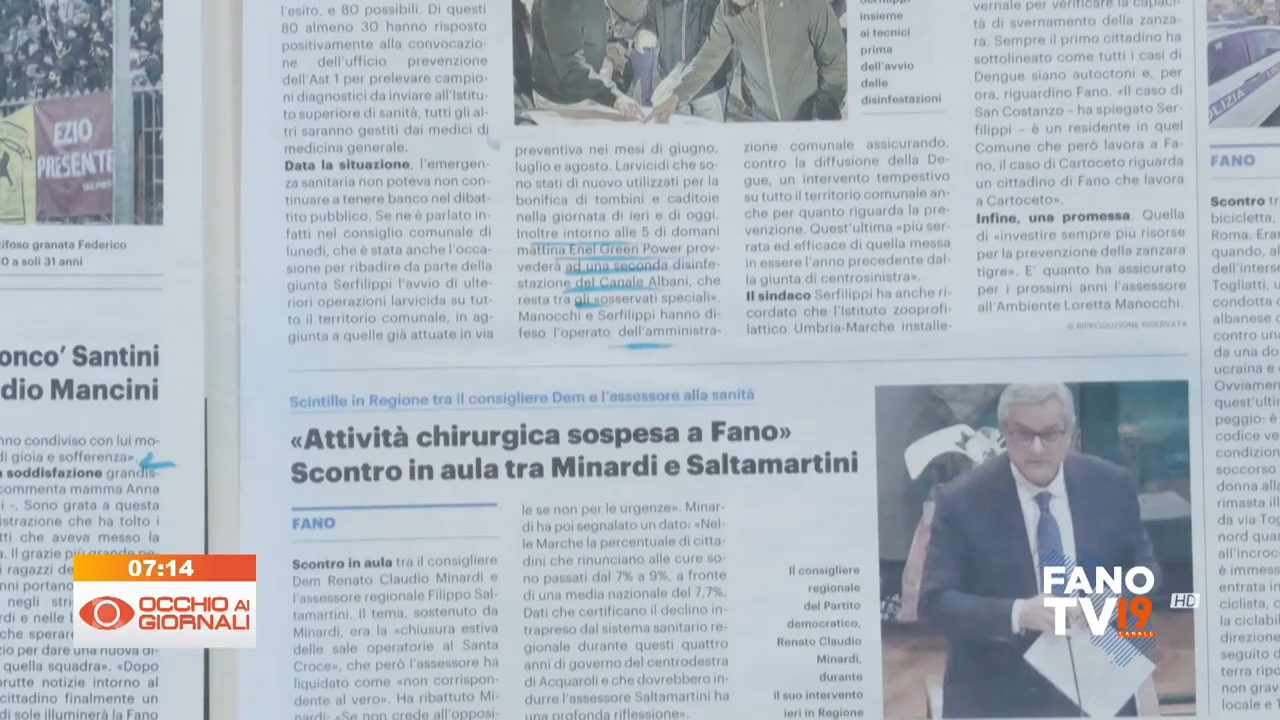 EZIO
PRESENTE
tifoso granata Federico
O a soli 31 anni
onco' Santini
dio Mancini
nno condiviso con lui mo-
di gioia e sofferenza».
soddisfazione grandis-
commenta mamma Anna
i -. Sono grata a questa
istrazione che ha tolto i
tti che aveva messo la
a. Il grazie più grande
i ragazzi de
nni portano
negli stri
rdi e nelle
che sperare
zio per dare una nuova di-
quella squadra». «Dopo
brutte notizie intorno al
cittadino finalmente un
di sole illuminerà la Fano
l'esito, e 80 possibili. Di questi
80 almeno 30 hanno risposto
positivamente alla convocazio-
ne dell'ufficio prevenzione
dell'Ast 1 per prelevare campio-
ni diagnostici da inviare all'Istitu-
to superiore di sanità, tutti gli al-
tri saranno gestiti dai medici di
medicina generale.
Data la situazione, l'emergen-
za sanitaria non poteva non con-
tinuare a tenere banco nel dibat-
tito pubblico. Se ne è parlato in-
fatti nel consiglio comunale di
lunedì, che è stata anche l'occa-
sione per ribadire da parte della
giunta Serfilippi l'avvio di ulte-
riori operazioni larvicida su tut-
to il territorio comunale, in ag-
giunta a quelle già attuate in via
preventiva nei mesi di giugno,
luglio e agosto. Larvicidi che so-
no stati di nuovo utilizzati per la
bonifica di tombini e caditoie
nella giornata di ieri e di oggi.
Inoltre intorno alle 5 di domani
mattina Enel Green Power prov-
vederà ad una seconda disinfe-
stazione del Canale Albani, che
resta tra gli «osservati speciali».
Manocchi e Serfilippi hanno di-
feso l'operato dell'amministra-
Serfilippi
insieme
ai tecnici
prima
dell'avvio
delle
disinfestazioni
zione comunale assicurando,
contro la diffusione della De-
gue, un intervento tempestivo
su tutto il territorio comunale an-
che per quanto riguarda la pre-
venzione. Quest'ultima «più ser-
rata ed efficace di quella messa
in essere l'anno precedente dal-
la giunta di centrosinistra».
Il sindaco Serfilippi ha anche ri-
cordato che l'Istituto zooprofi-
lattico Umbria-Marche installe-
vernale per verificare la capaci-
tà di svernamento della zanza-
ra. Sempre il primo cittadino ha
sottolineato come tutti i casi di
Dengue siano autoctoni e, per
ora, riguardino Fano. «Il caso di
San Costanzo – ha spiegato Ser-
filippi – è un residente in quel
Comune che però lavora a Fa-
no, il caso di Cartoceto riguarda
un cittadino di Fano che lavora
a Cartoceto».
Infine, una promessa. Quella
di «investire sempre più risorse
per la prevenzione della zanzara
tigre». E' quanto ha assicurato
per i prossimi anni l'assessore
all'Ambiente Loretta Manocchi.
© RIPRODUZIONE RISERVATA
Scintille in Regione tra il consigliere Dem e l'assessore alla sanità
«Attività chirurgica sospesa a Fano»
Scontro in aula tra Minardi e Saltamartini
FANO
Scontro in aula tra il consigliere
Dem Renato Claudio Minardi e
l'assessore regionale Filippo Sal-
tamartini. Il tema, sostenuto da
Minardi, era la «chiusura estiva
delle sale operatorie al Santa
Croce», che però l'assessore ha
liquidato come «non corrispon-
dente al vero». Ha ribattuto Mi-
nardi: «Se non crede all'opposi-
le se non per le urgenze». Minar-
di ha poi segnalato un dato: «Nel-
le Marche la percentuale di citta-
dini che rinunciano alle cure so-
no passati dal 7% a 9%, a fronte
di una media nazionale del 7,7%.
Dati che certificano il declino in-
trapreso dal sistema sanitario re-
gionale durante questi quattro
anni di governo del centrodestra
di Acquaroli e che dovrebbero in-
durre l'assessore Saltamartini ha
una profonda riflessione».
Il consigliere
regionale
del Partito
democratico,
Renato Claudio
Minardi,
durante
il suo intervento
ieri in Regione
POLIZIA
FANO
Scontro tr
bicicletta,
Roma. Eran
quando, al
dell'interse
Togliatti, u
condotta d
albanese d
contro una
da una do
ucraina e
Ovviamen
quest'ultim
peggio: è
codice ve
condizion
soccorso
donna alla
rimasta ill
da via Tog
nord quan
all'incroc
è immess
entrata in
ciclista, c
la ciclabil
direzione
seguito d
terra ripo
non grav
locale e
07:14
OCCHIO AI
GIORNALI
FANO
TV19
CANALE
HD